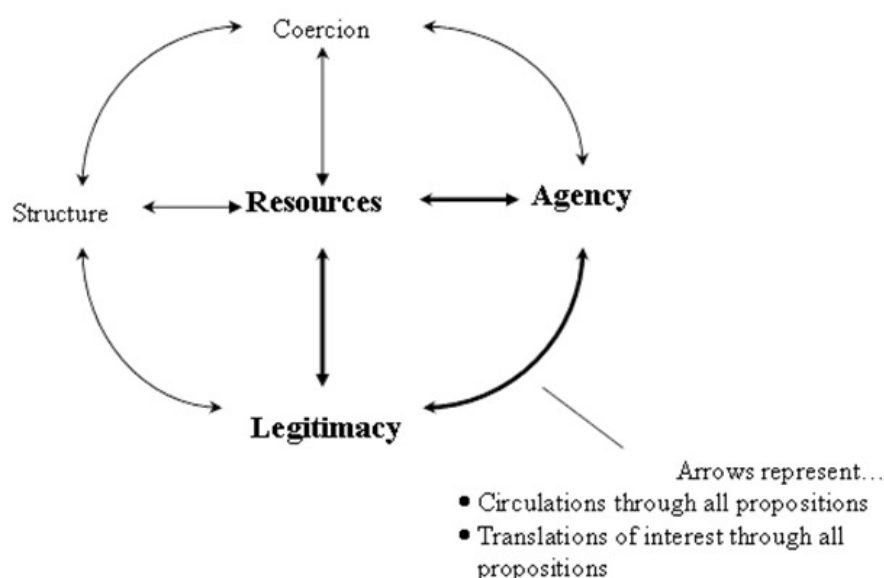 Coercion
Structure
Resources
Agency
Legitimacy
Arrows represent…
• Circulations through all propositions
• Translations of interest through all
propositions